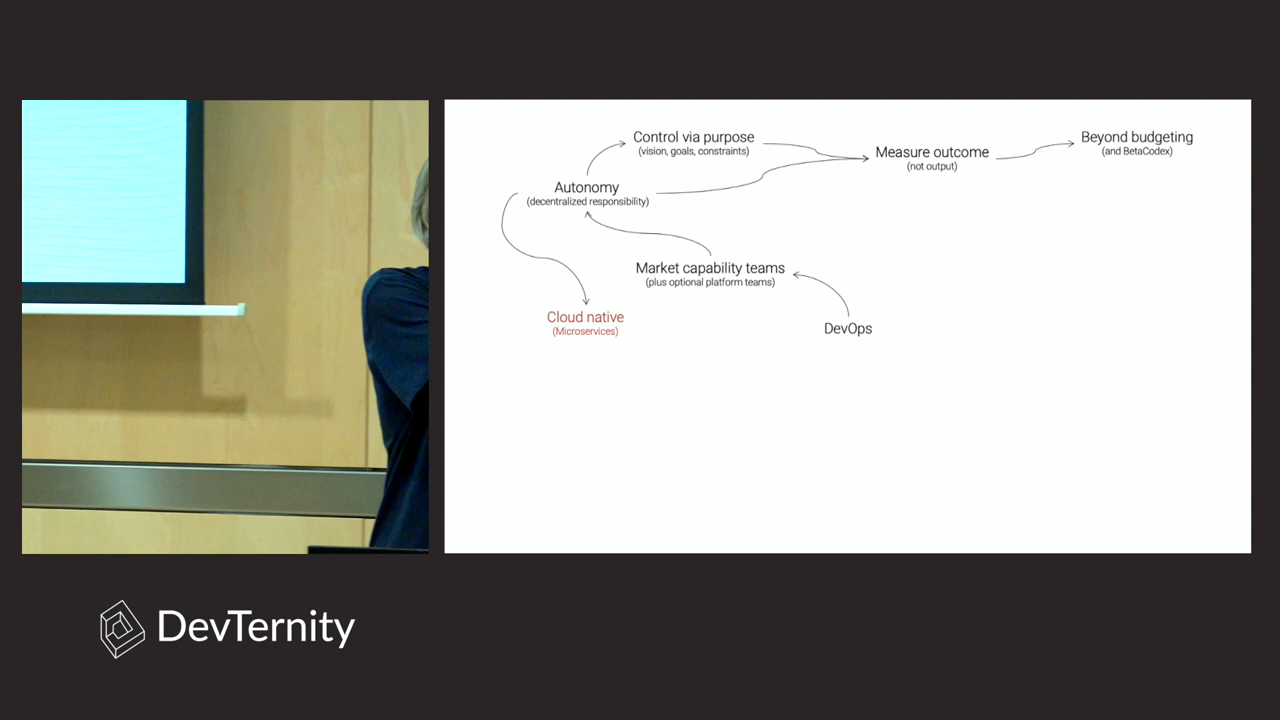 Control via purpose
(vision, goals, constraints)
Measure outcome
(not output)
Beyond budgeting
(and BetaCodex)
Autonomy
(decentralized responsibility)
Market capability teams
(plus optional platform teams)
Cloud native
(Microservices)
DevOps
DevTernity